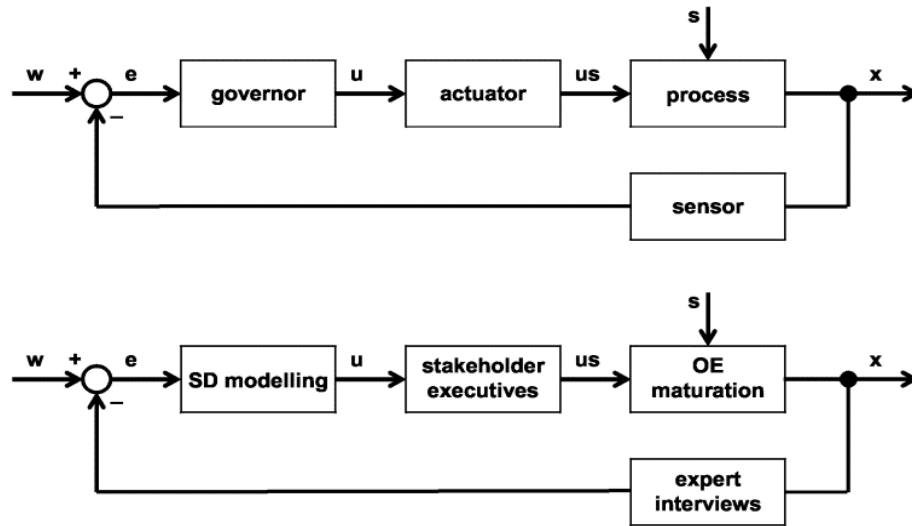 s
w + e governor u actuator us process x
–
sensor
s
w + e SD modelling u stakeholder executives us OE maturation x
–
expert interviews